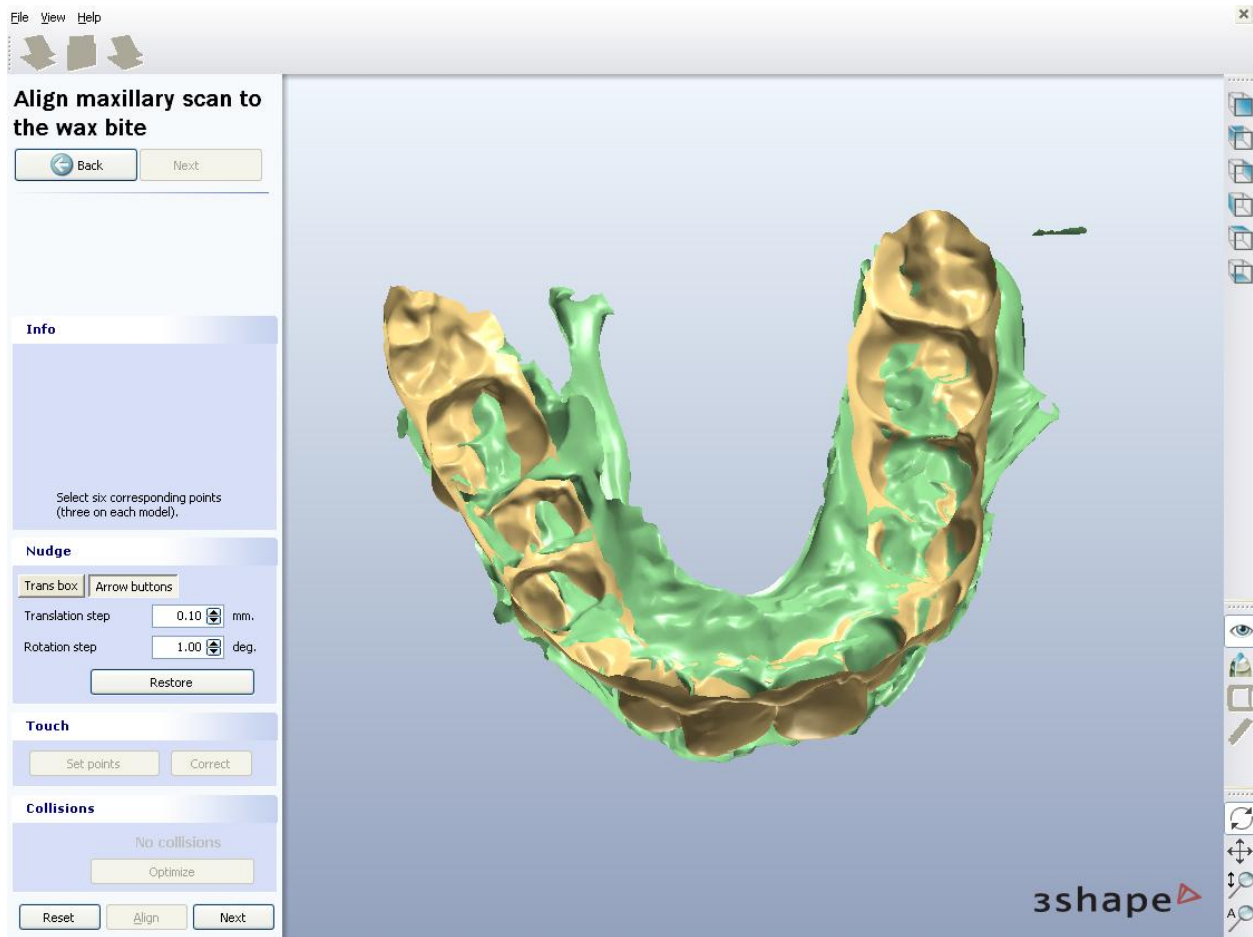 File View Help
Align maxillary scan to
the wax bite
Back Next
Info
Select six corresponding points
(three on each model).
Nudge
Trans box Arrow buttons
Translation step 0.10 mm.
Rotation step 1.00 deg.
Restore
Touch
Set points Correct
Collisions
No collisions
Optimize
Reset Align Next
3shape
A